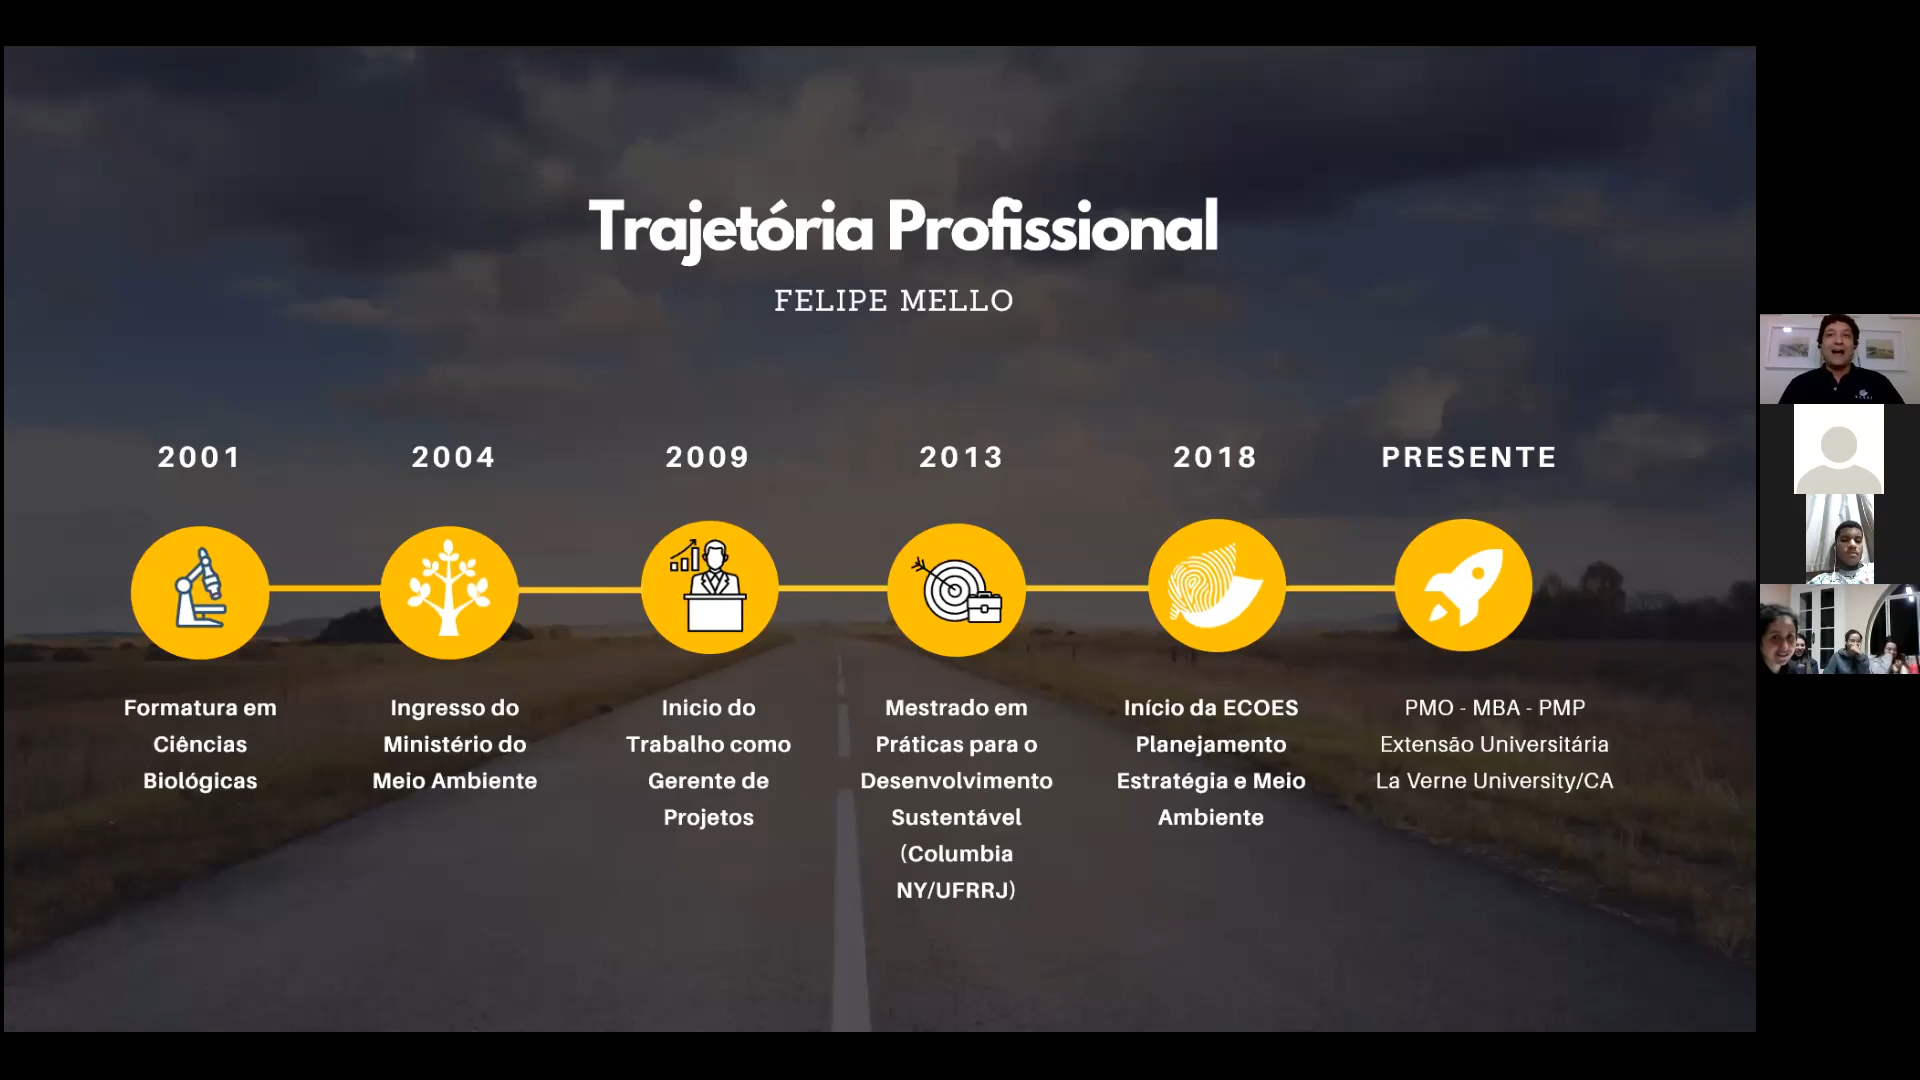 Trajetória Profissional
FELIPE MELLO
2001
Formatura em
Ciências
Biológicas
2004
Ingresso do
Ministério do
Meio Ambiente
2009
Inicio do
Trabalho como
Gerente de
Projetos
2013
Mestrado em
Práticas para o
Desenvolvimento
Sustentável
(Columbia
NY/UFRRJ)
2018
Início da ECOES
Planejamento
Estratégia e Meio
Ambiente
PRESENTE
PMO - MBA - PMP
Extensão Universitária
La Verne University/CA